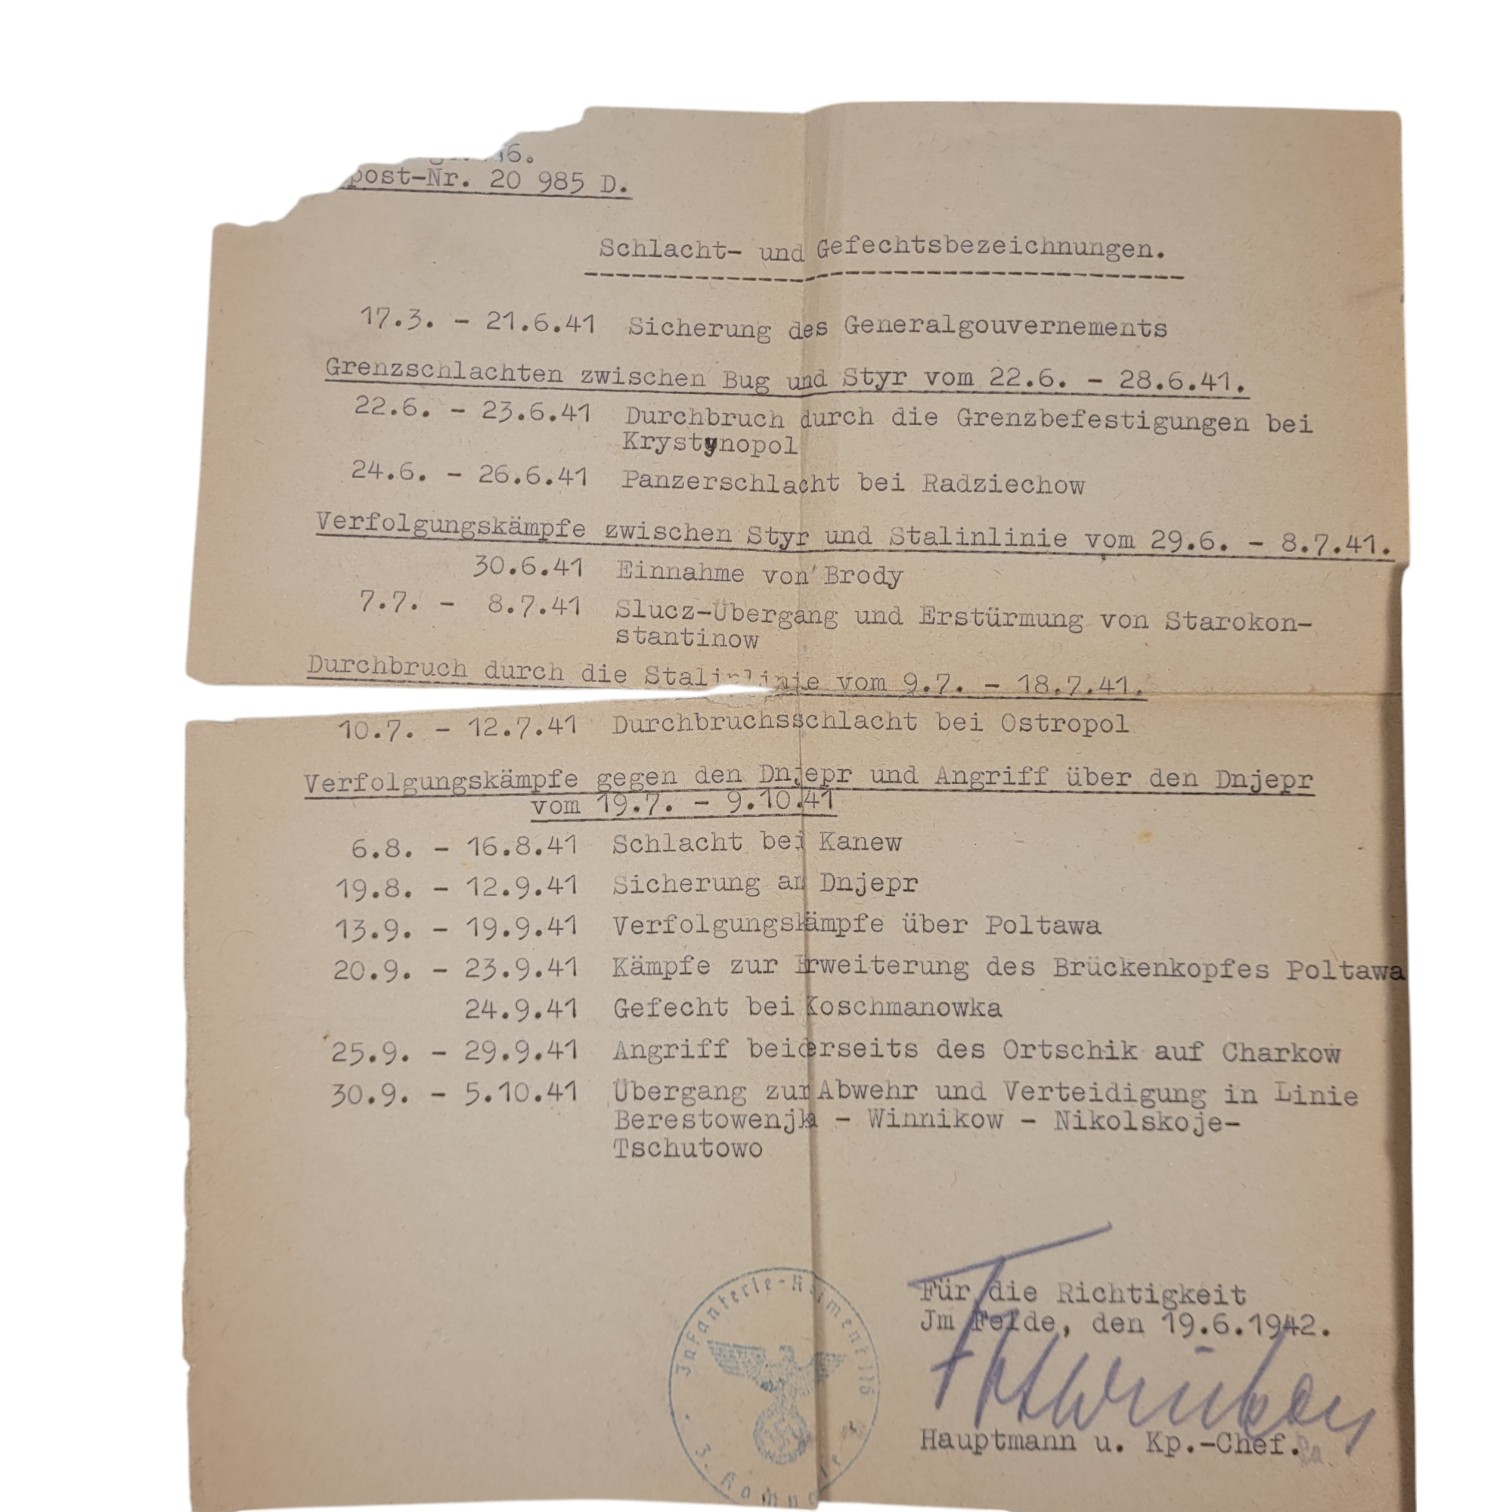 16.
post-Nr. 20 985 D.
Schlacht- und Gefechtsbezeichnungen.
17.3. - 21.6.41 Sicherung des Generalgouvernements
Grenzschlachten zwischen Bug und Styr vom 22.6. - 28.6.41.
22.6. - 23.6.41 Durchbruch durch die Grenzbefestigungen bei
Krystynopol
24.6. - 26.6.41 Panzerschlacht bei Radziechow
Verfolgungskämpfe zwischen Styr und Stalinlinie vom 29.6. - 8.7.41.
30.6.41 Einnahme von Brody
7.7. - 8.7.41 Slucz-Übergang und Erstürmung von Starokon-
stantinow
Durchbruch durch die Stalinlinie vom 9.7. - 18.7.41.
10.7. - 12.7.41 Durchbruchsschlacht bei Ostropol
Verfolgungskämpfe gegen den Dnjepr und Angriff über den Dnjepr
vom 19.7. - 9.10.41
6.8. - 16.8.41 Schlacht bei Kanew
19.8. - 12.9.41 Sicherung am Dnjepr
13.9. - 19.9.41 Verfolgungskämpfe über Poltawa
20.9. - 23.9.41 Kämpfe zur Erweiterung des Brückenkopfes Poltawa
24.9.41 Gefecht bei Koschmanowka
25.9. - 29.9.41 Angriff beiderseits des Ortschik auf Charkow
30.9. - 5.10.41 Übergang zur Abwehr und Verteidigung in Linie
Berestowenjka - Winnikow - Nikolskoje-
Tschutowo
Für die Richtigkeit
Jm Felde, den 19.6.1942.
Hauptmann u. Kp.-Chef.
Infanterie-Regiment 116
3. Kompanie